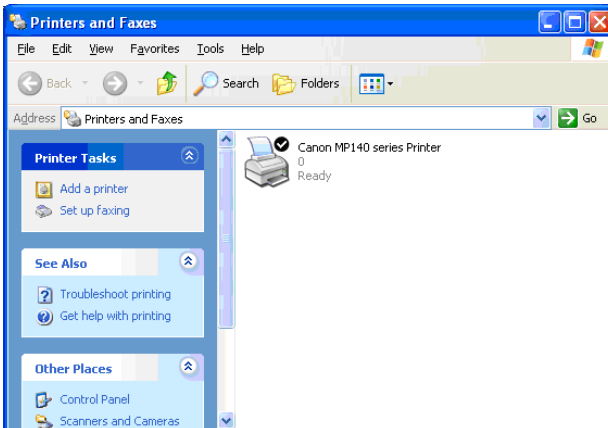 Printers and Faxes
File Edit View Favorites Tools Help
Back Search Folders
Address Printers and Faxes Go
Printer Tasks
Add a printer
Set up faxing
See Also
Troubleshoot printing
Get help with printing
Other Places
Control Panel
Scanners and Cameras
Canon MP140 series Printer
0
Ready